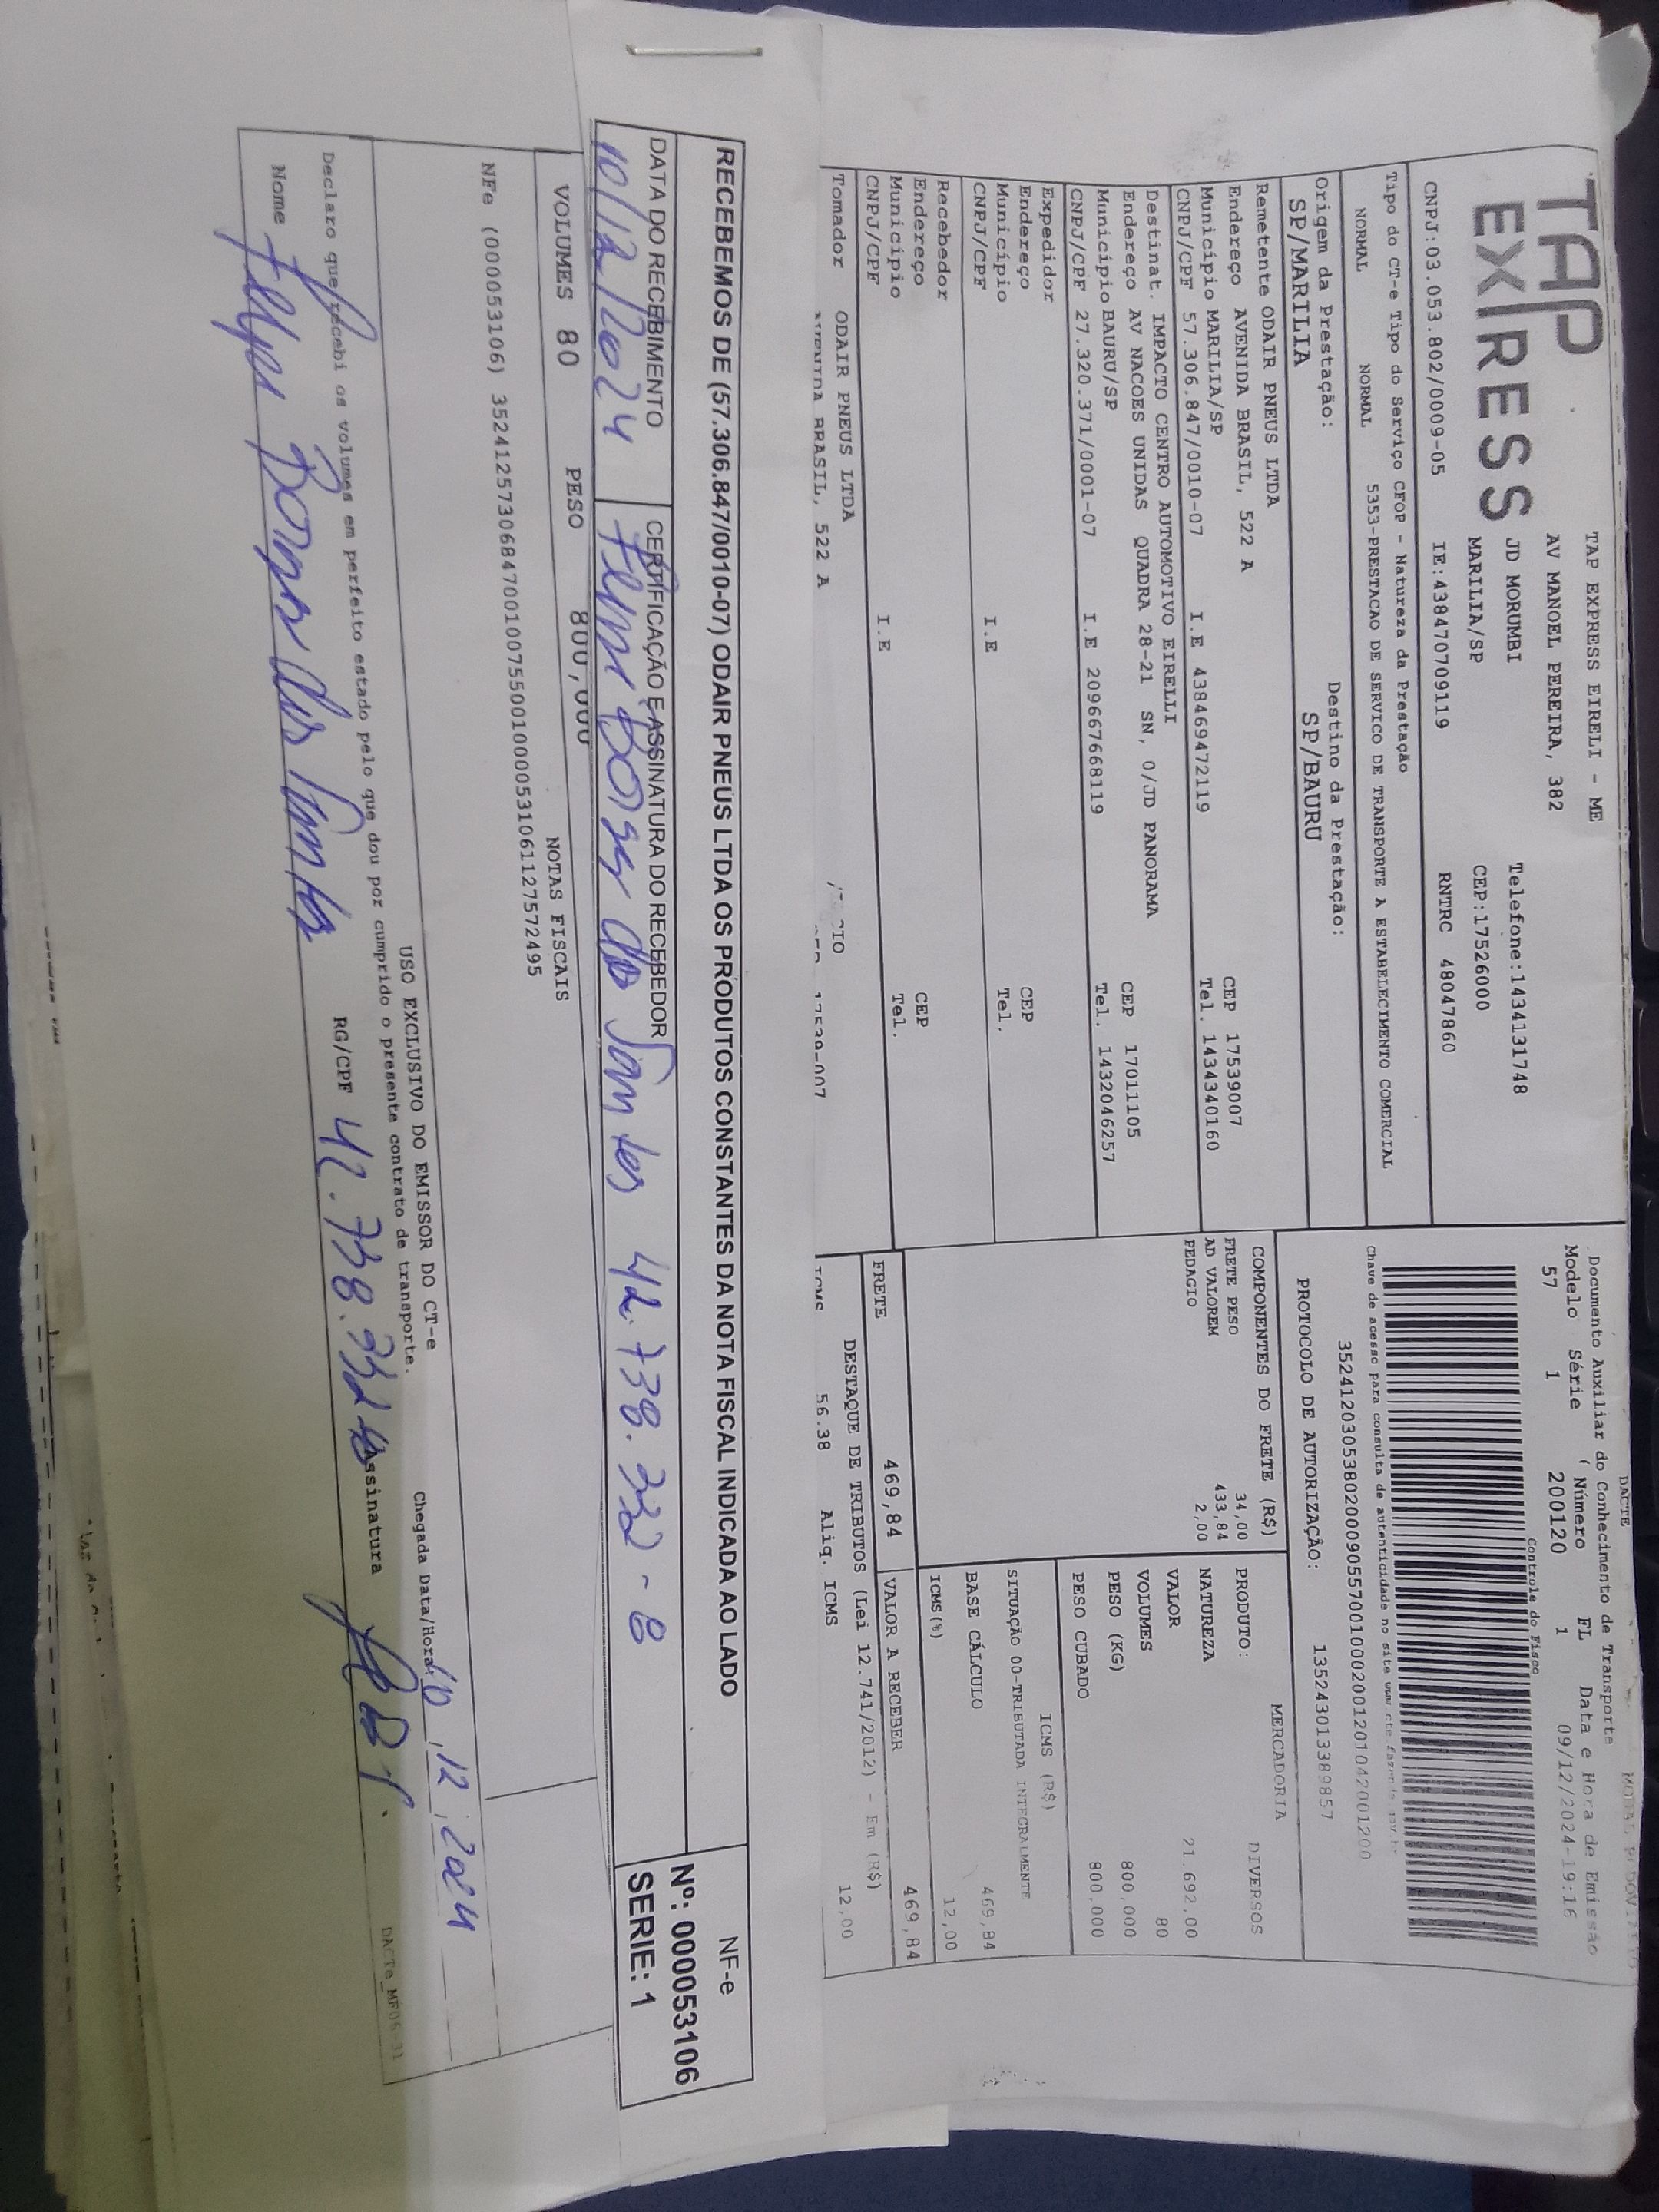 TAP
EXPRESS
TAP EXPRESS EIRELI - ME
AV MANOEL PEREIRA, 382
JD MORUMBI Telefone:1434131748
MARILIA/SP CEP:17526000
CNPJ:03.053.802/0009-05 IE:438470709119 RNTRC 48047860
Tipo do CT-e Tipo do Serviço CFOP - Natureza da Prestação
NORMAL NORMAL 5353-PRESTACAO DE SERVICO DE TRANSPORTE A ESTABELECIMENTO COMERCIAL
Origem da Prestação: Destino da Prestação:
SP/MARILIA SP/BAURU
Remetente ODAIR PNEUS LTDA
Endereço AVENIDA BRASIL, 522 A CEP 17539007
Município MARILIA/SP Tel. 1434340160
CNPJ/CPF 57.306.847/0010-07 I.E 438469472119
Destinat. IMPACTO CENTRO AUTOMOTIVO EIRELLI
Endereço AV NACOES UNIDAS QUADRA 28-21 SN, 0/JD PANORAMA CEP 17011105
Município BAURU/SP Tel. 1432046257
CNPJ/CPF 27.320.371/0001-07 I.E 209667668119
Expedidor
Endereço CEP
Município Tel.
CNPJ/CPF I.E
Recebedor
Endereço CEP
Município Tel.
CNPJ/CPF I.E
Tomador ODAIR PNEUS LTDA
BRASIL, 522 A
DACTE
Documento Auxiliar do Conhecimento de Transporte
Modelo Série Número FL Data e Hora de Emissão
57 1 200120 1 09/12/2024-19:16
Controle do Fisco
Chave de acesso para consulta de autenticidade no site
35241203053802000905570010002001201042001200
PROTOCOLO DE AUTORIZAÇÃO: 135243013389857
COMPONENTES DO FRETE (R$)
FRETE PESO 34,00
AD VALOREM 433,84
PEDAGIO 2,00
MERCADORIA
PRODUTO: DIVERSOS
NATUREZA
VALOR 21.692,00
VOLUMES 80
PESO (KG) 800,000
PESO CUBADO 800,000
ICMS (R$)
SITUAÇÃO 00-TRIBUTADA INTEGRALMENTE
BASE CÁLCULO 469,84
ICMS(%) 12,00
FRETE 469,84 VALOR A RECEBER 469,84
DESTAQUE DE TRIBUTOS (Lei 12.741/2012) - Em (R$)
ICMS 56.38 Aliq. ICMS 12,00
RECEBEMOS DE (57.306.847/0010-07) ODAIR PNEUS LTDA OS PRODUTOS CONSTANTES DA NOTA FISCAL INDICADA AO LADO
DATA DO RECEBIMENTO CERTIFICAÇÃO E ASSINATURA DO RECEBEDOR
10/12/2024 42.738.332-8
NF-e
Nº: 000053106
SERIE: 1
VOLUMES 80 PESO 800,000 NOTAS FISCAIS
NFe (000053106) 35241257306847001007550010000531061127572495
USO EXCLUSIVO DO EMISSOR DO CT-e
Declaro que recebi os volumes em perfeito estado pelo que dou por cumprido o presente contrato de transporte.
Chegada Data/Hora 10,12,2024
Nome RG/CPF Assinatura